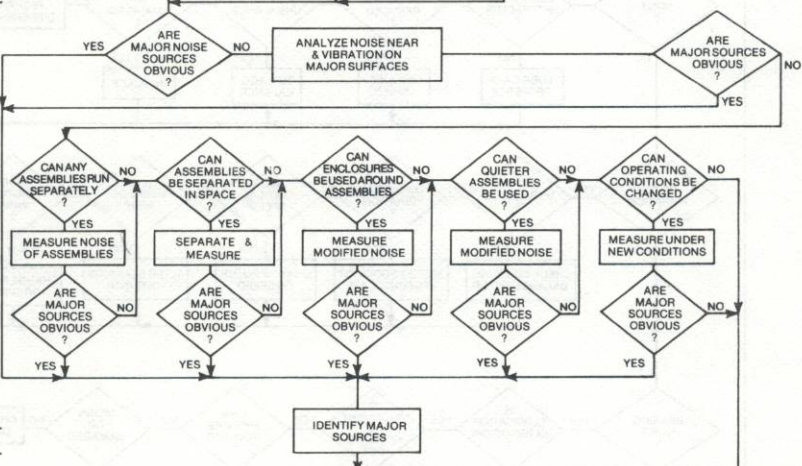 ARE
MAJOR NOISE
SOURCES
OBVIOUS
?
YES
NO
ANALYZE NOISE NEAR
& VIBRATION ON
MAJOR SURFACES
ARE
MAJOR SOURCES
OBVIOUS
?
NO
YES
CAN ANY
ASSEMBLIES RUN
SEPARATELY
?
NO
YES
MEASURE NOISE
OF ASSEMBLIES
ARE
MAJOR
SOURCES
OBVIOUS
?
NO
YES
CAN
ASSEMBLIES
BE SEPARATED
IN SPACE
?
NO
YES
SEPARATE &
MEASURE
ARE
MAJOR
SOURCES
OBVIOUS
?
NO
YES
CAN
ENCLOSURES
BE USED AROUND
ASSEMBLIES
?
NO
YES
MEASURE
MODIFIED NOISE
ARE
MAJOR
SOURCES
OBVIOUS
?
NO
YES
CAN
QUIETER
ASSEMBLIES
BE USED
?
NO
YES
MEASURE
MODIFIED NOISE
ARE
MAJOR
SOURCES
OBVIOUS
?
NO
YES
CAN
OPERATING
CONDITIONS BE
CHANGED
?
NO
YES
MEASURE UNDER
NEW CONDITIONS
ARE
MAJOR
SOURCES
OBVIOUS
?
NO
YES
IDENTIFY MAJOR
SOURCES